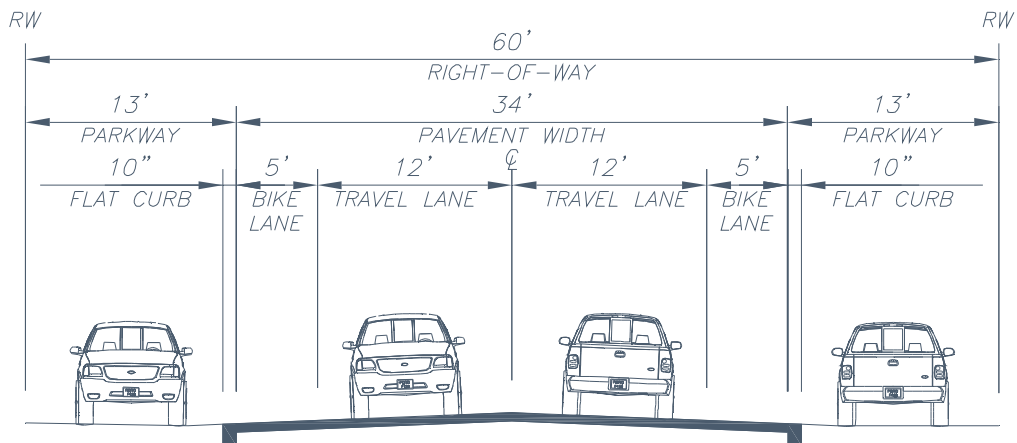 RW
RW
60’
RIGHT-OF-WAY
13’
34’
13’
PARKWAY
PAVEMENT WIDTH
PARKWAY
10”
5’
12’
℄
12’
5’
10”
FLAT CURB
BIKE
LANE
TRAVEL LANE
TRAVEL LANE
BIKE
LANE
FLAT CURB